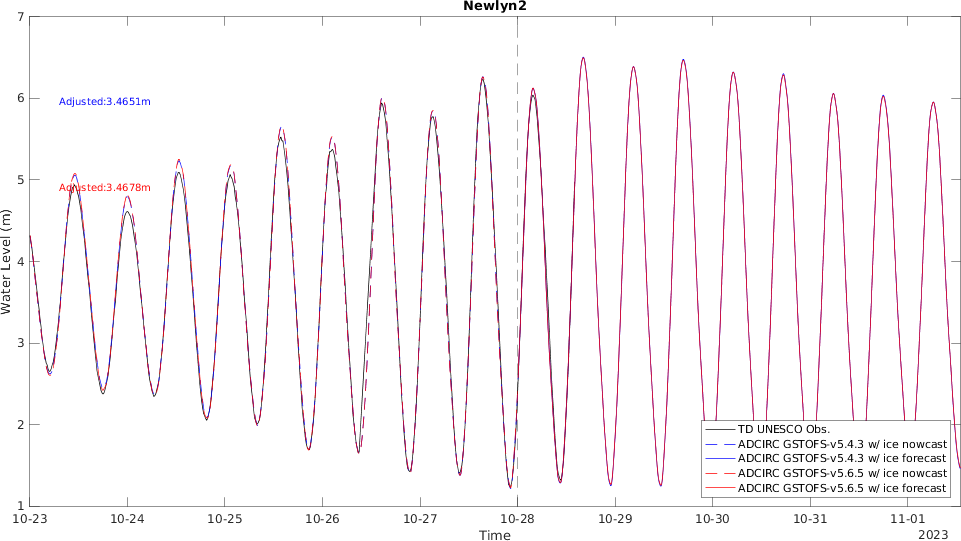 Newlyn2
Water Level (m)
7
6
5
4
3
2
1
Adjusted:3.4651m
Adjusted:3.4678m
TD UNESCO Obs.
ADCIRC GSTOFS-v5.4.3 w/ ice nowcast
ADCIRC GSTOFS-v5.4.3 w/ ice forecast
ADCIRC GSTOFS-v5.6.5 w/ ice nowcast
ADCIRC GSTOFS-v5.6.5 w/ ice forecast
10-23 10-24 10-25 10-26 10-27 10-28 10-29 10-30 10-31 11-01
Time
2023